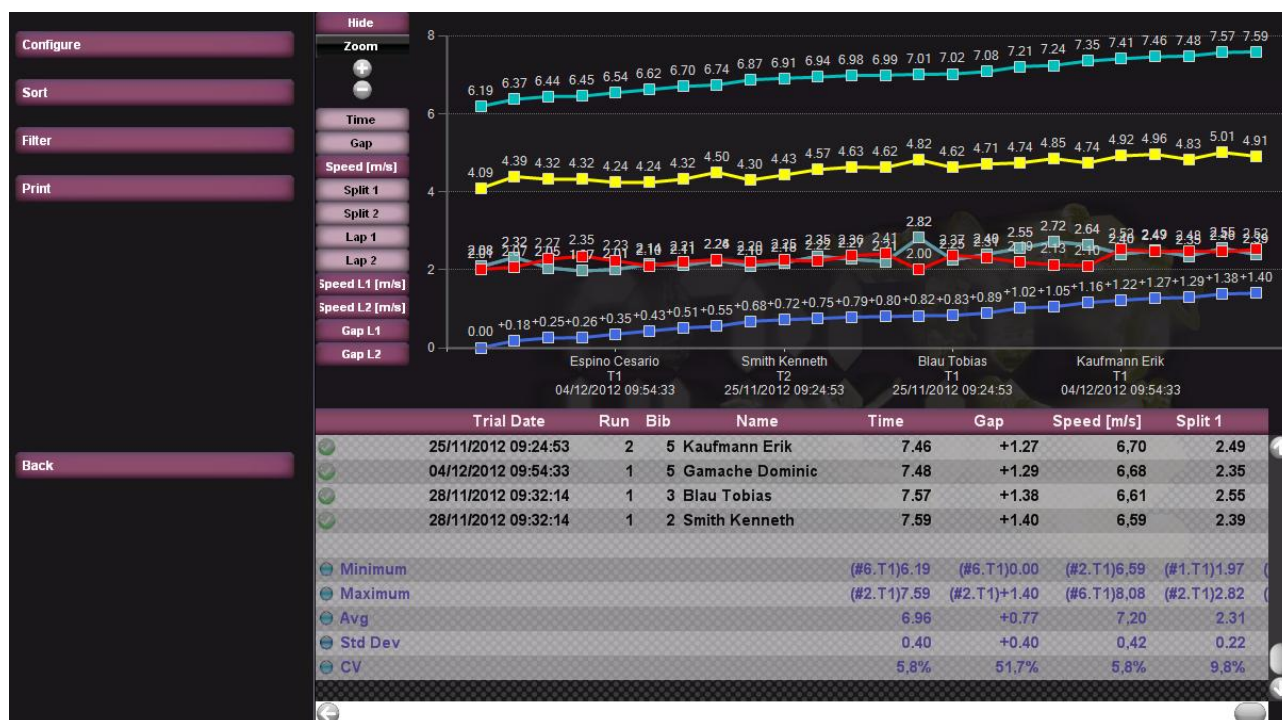 Configure
Sort
Filter
Print
Back
Hide
Zoom
Time
Gap
Speed [m/s]
Split 1
Split 2
Lap 1
Lap 2
Speed L1 [m/s]
Speed L2 [m/s]
Gap L1
Gap L2
8
6
4
2
0
6.19 6.37 6.44 6.45 6.54 6.62 6.70 6.74 6.87 6.91 6.94 6.98 6.99 7.01 7.02 7.08 7.21 7.24 7.35 7.41 7.46 7.48 7.57 7.59
4.09 4.39 4.32 4.32 4.24 4.24 4.32 4.50 4.30 4.43 4.57 4.63 4.62 4.82 4.62 4.71 4.74 4.85 4.74 4.92 4.96 4.83 5.01 4.91
2.32 2.27 2.35 2.82 2.00 2.55 2.72 2.64
0.00 +0.18 +0.25 +0.26 +0.35 +0.43 +0.51 +0.55 +0.68 +0.72 +0.75 +0.79 +0.80 +0.82 +0.83 +0.89 +1.02 +1.05 +1.16 +1.22 +1.27 +1.29 +1.38 +1.40
Espino Cesario Smith Kenneth Blau Tobias Kaufmann Erik
T1 T2 T1 T1
04/12/2012 09:54:33 25/11/2012 09:24:53 25/11/2012 09:24:53 04/12/2012 09:54:33
Trial Date Run Bib Name Time Gap Speed [m/s] Split 1
25/11/2012 09:24:53 2 5 Kaufmann Erik 7.46 +1.27 6,70 2.49
04/12/2012 09:54:33 1 5 Gamache Dominic 7.48 +1.29 6,68 2.35
28/11/2012 09:32:14 1 3 Blau Tobias 7.57 +1.38 6,61 2.55
28/11/2012 09:32:14 1 2 Smith Kenneth 7.59 +1.40 6,59 2.39
Minimum (#6.T1)6.19 (#6.T1)0.00 (#2.T1)6,59 (#1.T1)1.97 (
Maximum (#2.T1)7.59 (#2.T1)+1.40 (#6.T1)8,08 (#2.T1)2.82 (
Avg 6.96 +0.77 7,20 2.31
Std Dev 0.40 +0.40 0,42 0.22
CV 5,8% 51,7% 5,8% 9,8%